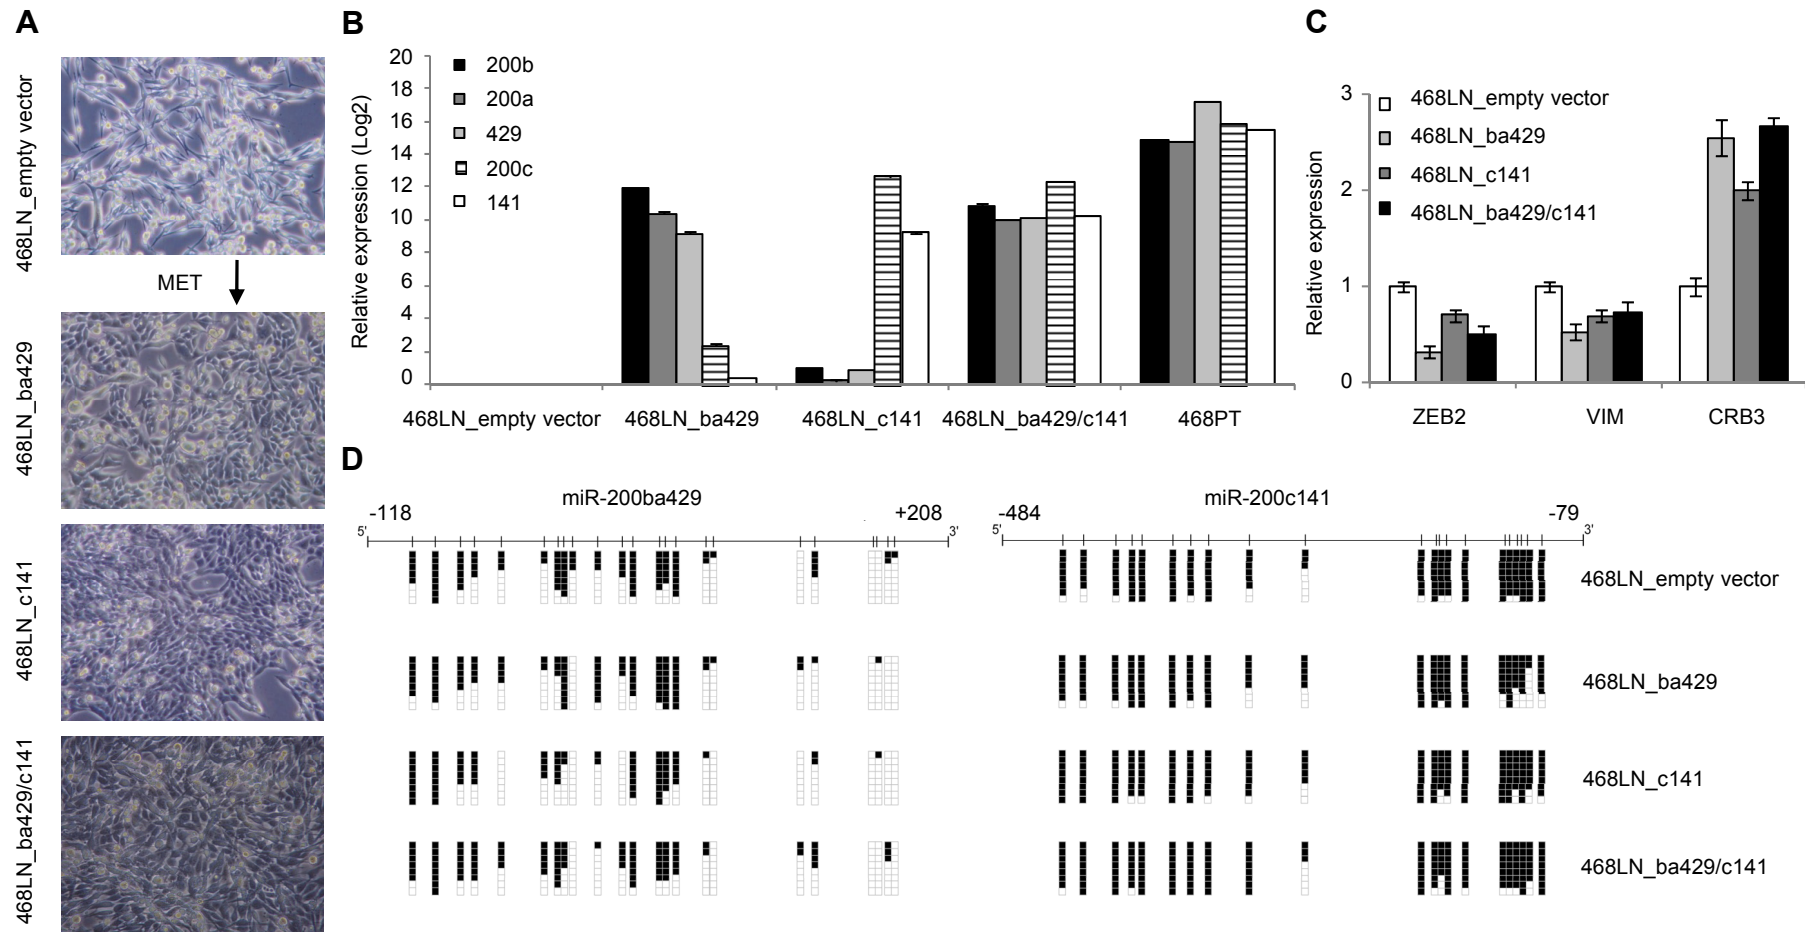 A
468LN_empty vector
MET
468LN_ba429
468LN_c141
468LN_ba429/c141
B
Relative expression (Log2)
20
18
16
14
12
10
8
6
4
2
0
200b
200a
429
200c
141
468LN_empty vector
468LN_ba429
468LN_c141
468LN_ba429/c141
468PT
C
Relative expression
3
2
1
0
468LN_empty vector
468LN_ba429
468LN_c141
468LN_ba429/c141
ZEB2
VIM
CRB3
D
miR-200ba429
-118
+208
5'
3'
miR-200c141
-484
-79
5'
3'
468LN_empty vector
468LN_ba429
468LN_c141
468LN_ba429/c141